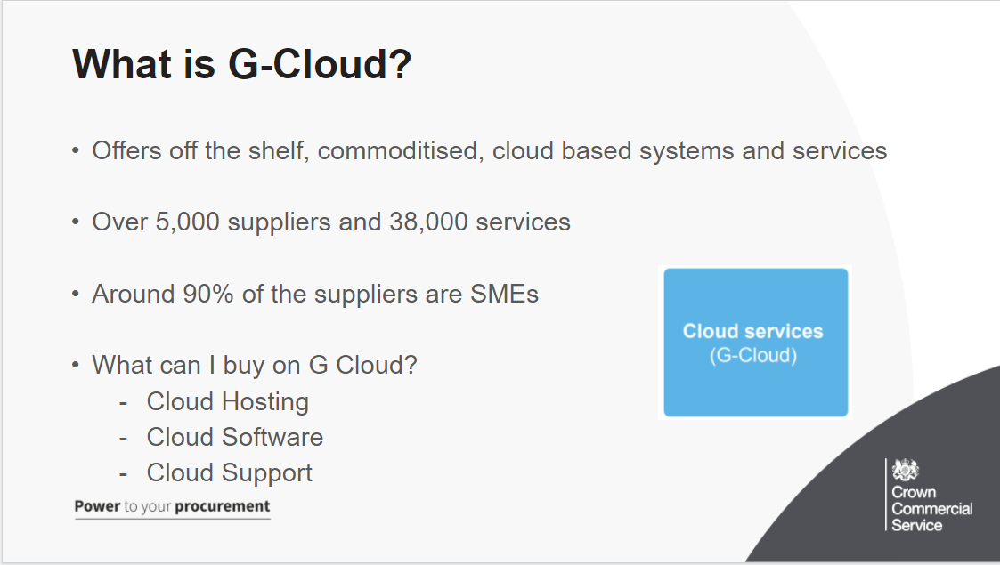 What is G-Cloud?
• Offers off the shelf, commoditised, cloud based systems and services
• Over 5,000 suppliers and 38,000 services
• Around 90% of the suppliers are SMEs
• What can I buy on G Cloud?
- Cloud Hosting
- Cloud Software
- Cloud Support
Cloud services
(G-Cloud)
Power to your procurement
Crown
Commercial
Service